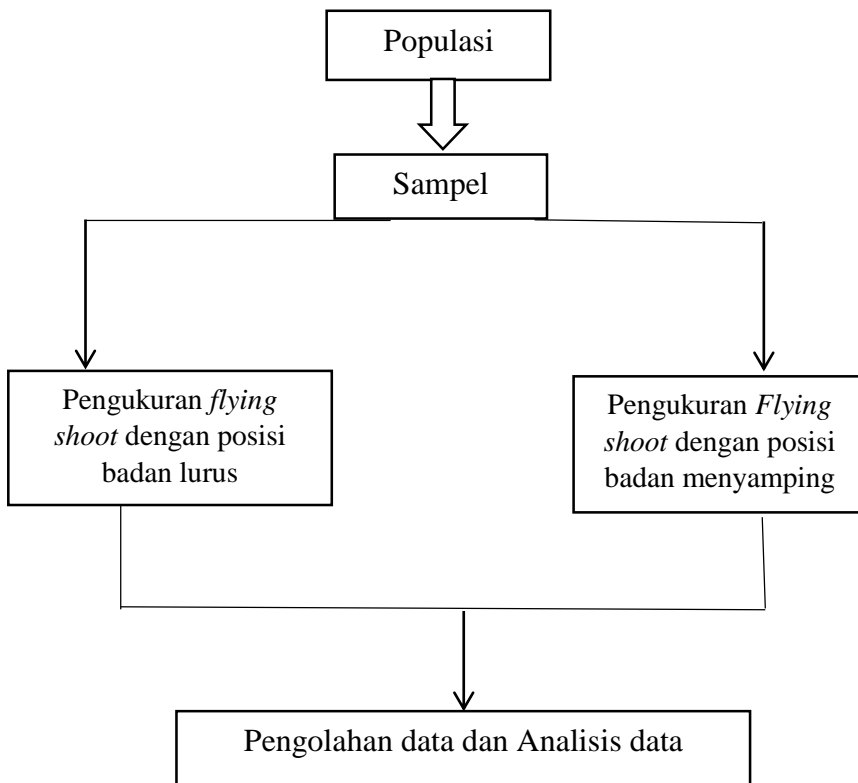 Populasi
Sampel
Pengukuran flying
shoot dengan posisi
badan lurus
Pengukuran Flying
shoot dengan posisi
badan menyamping
Pengolahan data dan Analisis data